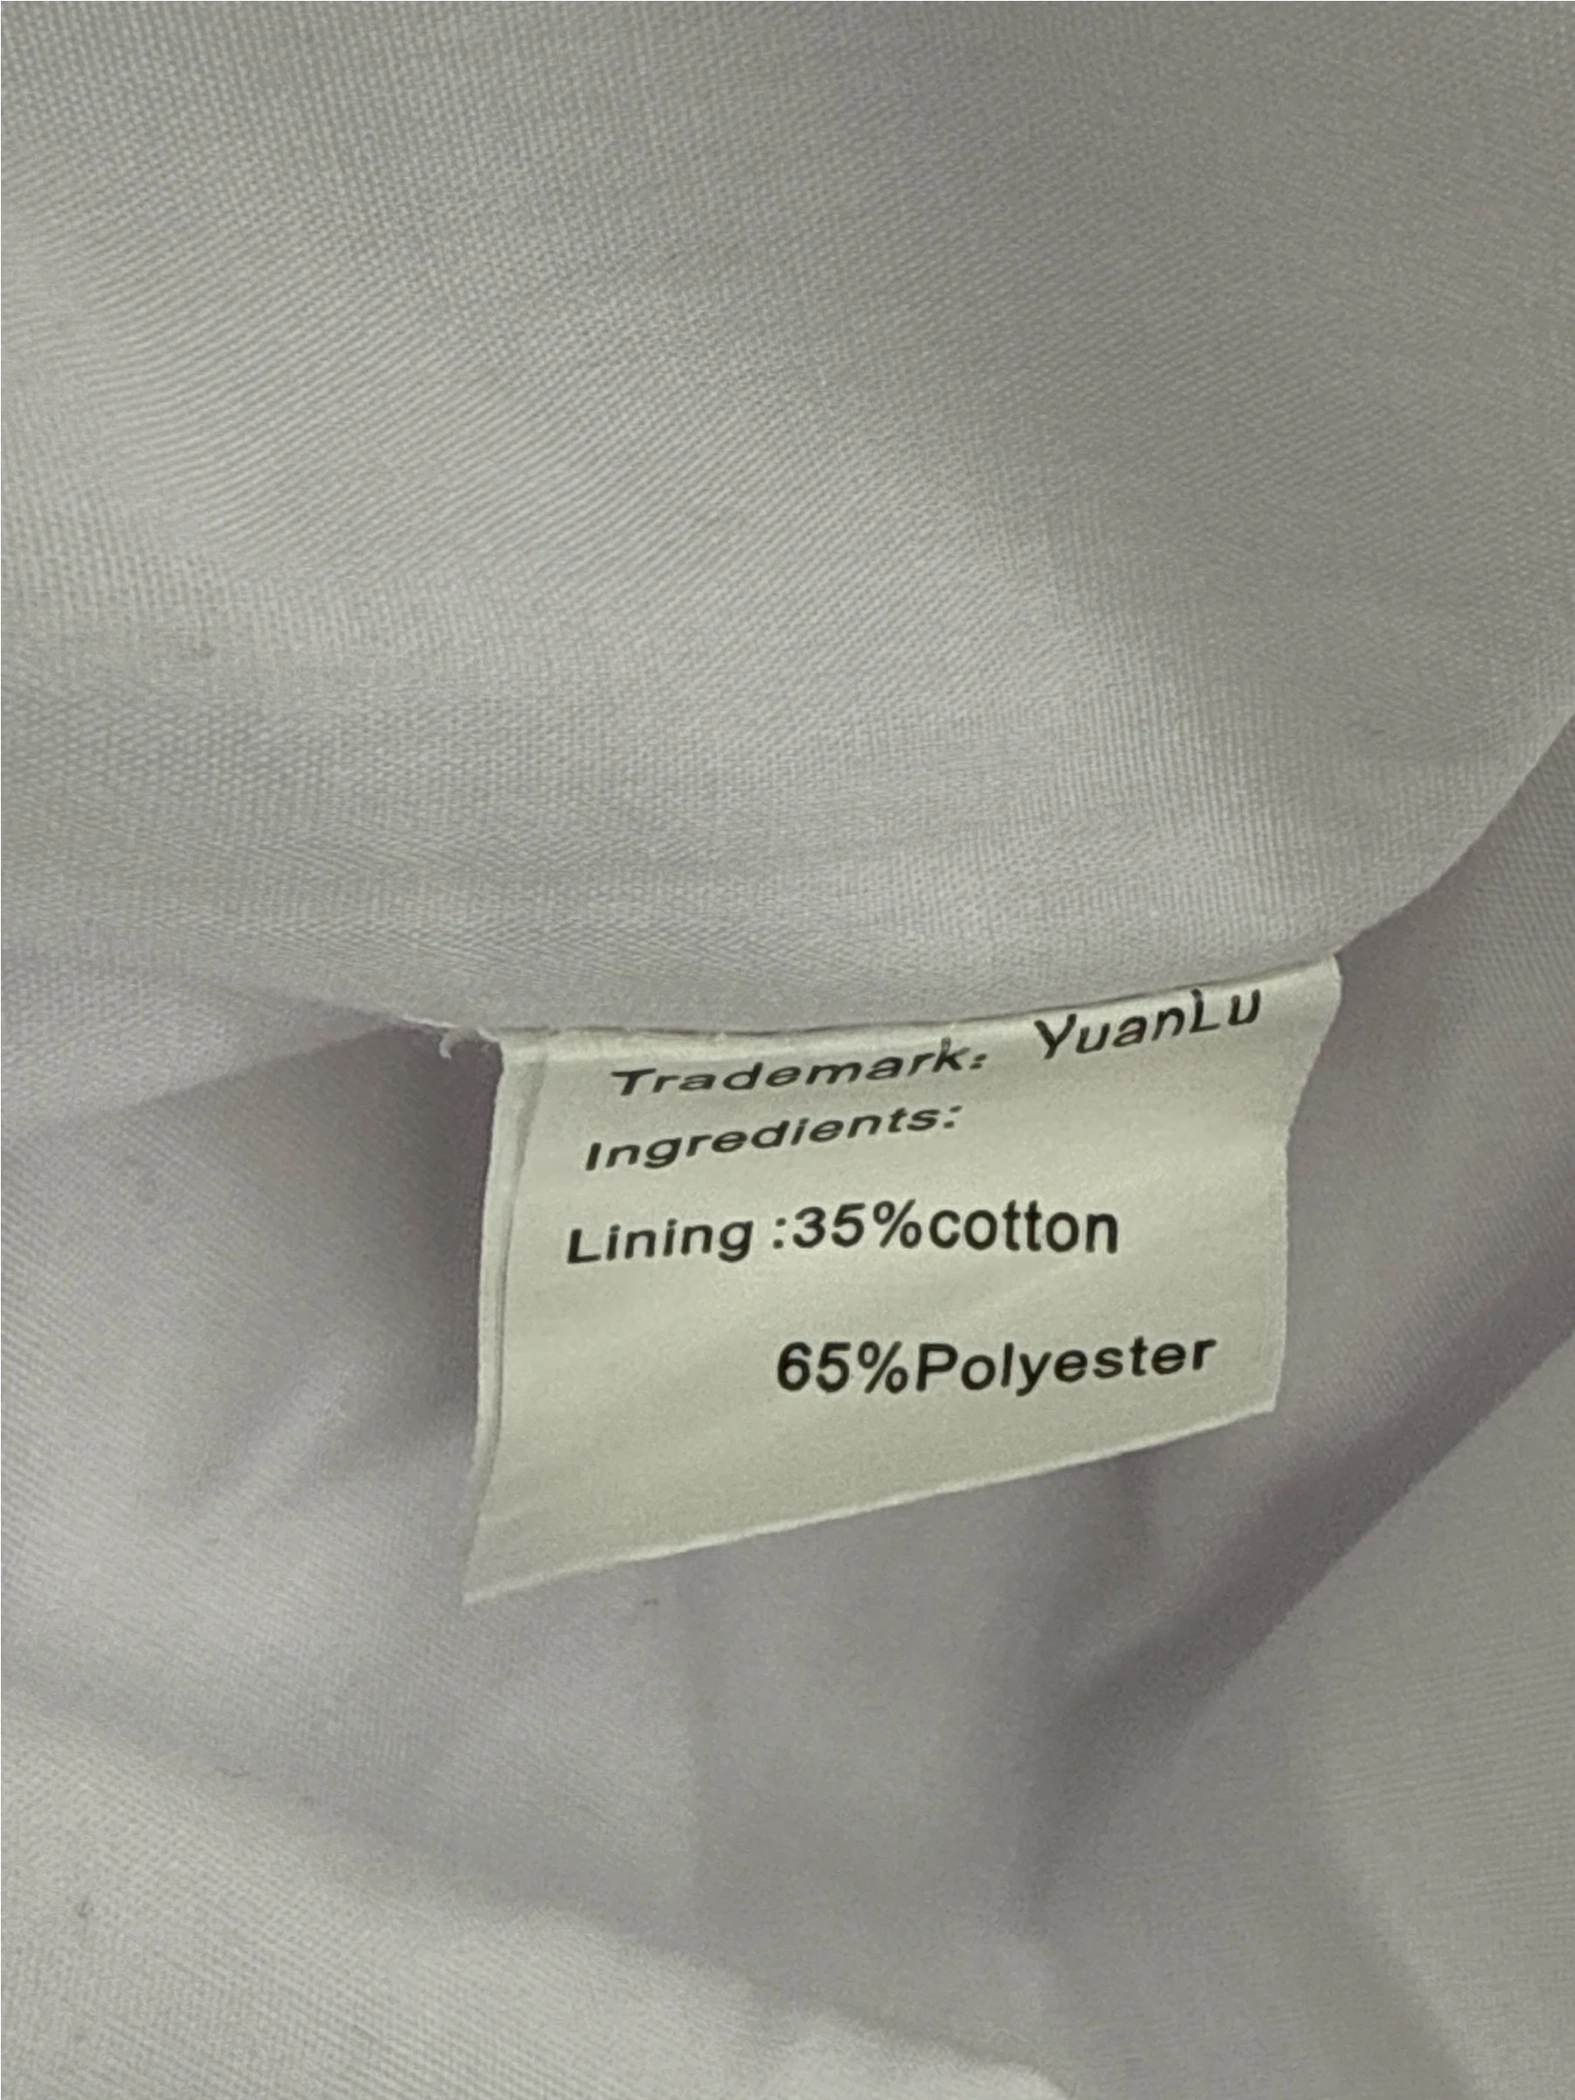 Trademark: YuanLu
Ingredients:
Lining :35%cotton
65%Polyester